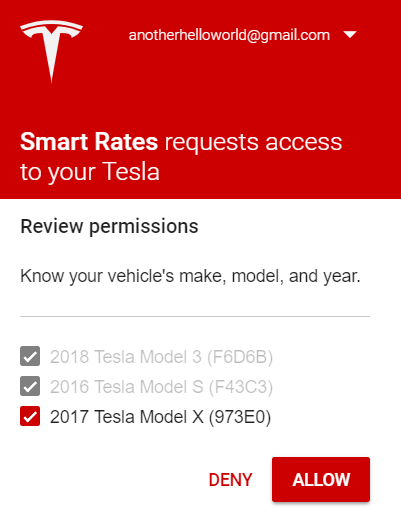 anotherhelloworld@gmail.com
Smart Rates requests access
to your Tesla
Review permissions
Know your vehicle's make, model, and year.
2018 Tesla Model 3 (F6D6B)
2016 Tesla Model S (F43C3)
2017 Tesla Model X (973E0)
DENY ALLOW